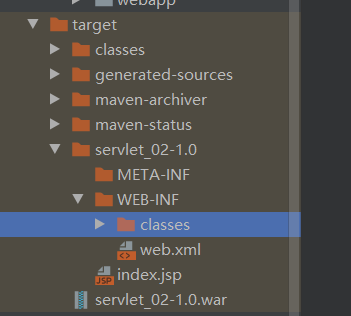 webapp
target
classes
generated-sources
maven-archiver
maven-status
servlet_02-1.0
META-INF
WEB-INF
classes
web.xml
JSP index.jsp
servlet_02-1.0.war